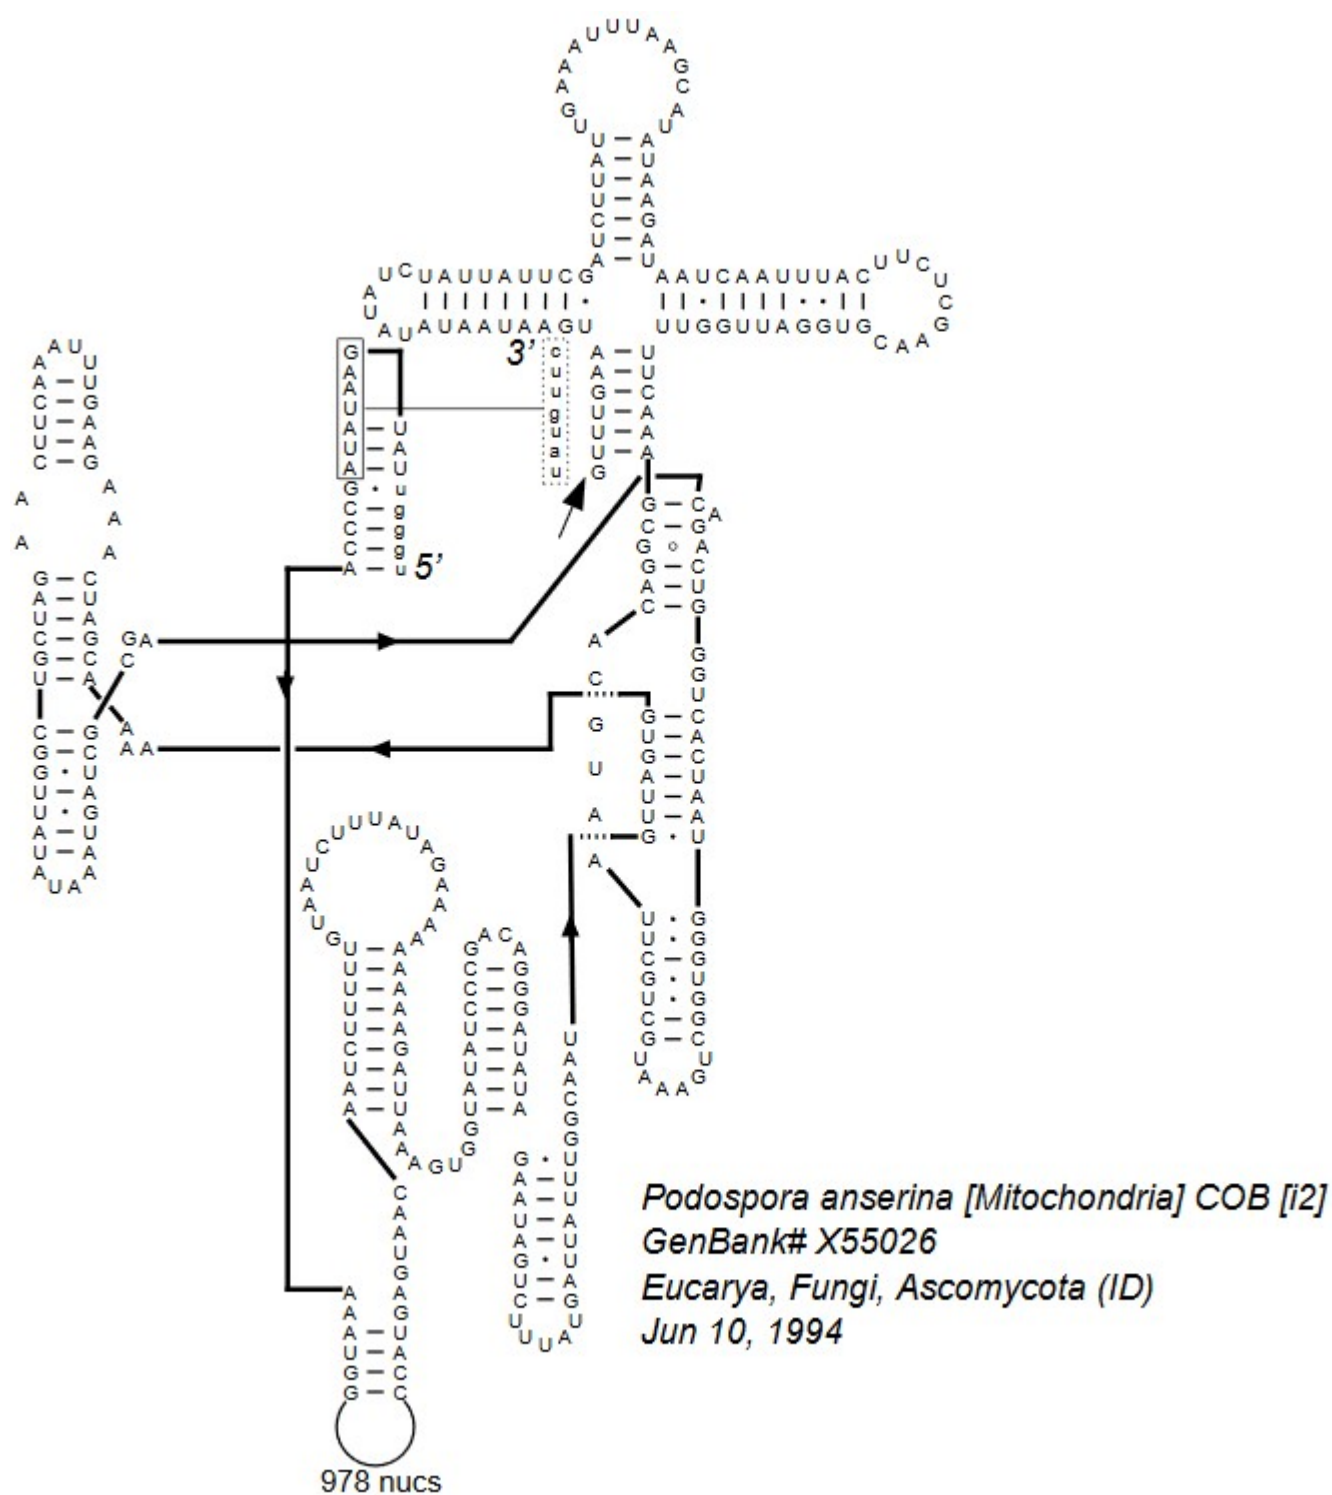 A A U U U A A G C A U
U G A A
U A U U C U A
A U A A G A U
U C U A U U A U U C G
A U A U A U A A U A A G U
A A U C A A U U U A C U U C U C G
U U G G U U A G G U G C A A
3'
c u u g u a u
G A A U A U A G C C C A
U A U u g g g u
5'
A A G U U U G
U U C A A A
A A U U
A C U U C
U G A A G
A A
A A A
G A U C G U
C U A G C A
G A C
A A A
C G G U U A U A U A
G C U A G U A A
G C G G A C
C A G A C U G
A C G U A A
G G U C A C U A A U
G U G A U U G
U U C G U C G U A A A G
G G G U G G C U
U C U U U A U A G A A A A
A A U G
U U U U U C U A A
A A A A A G A U U A A A G U G G
U A U A U C C C G
A C A G G G A U A U A
G A A U A G U C U U U A
U A A C G G U U U A U U A G U
C A A U G A G U A C C
A A A U G G
978 nucs
Podospora anserina [Mitochondria] COB [i2]
GenBank# X55026
Eucarya, Fungi, Ascomycota (ID)
Jun 10, 1994